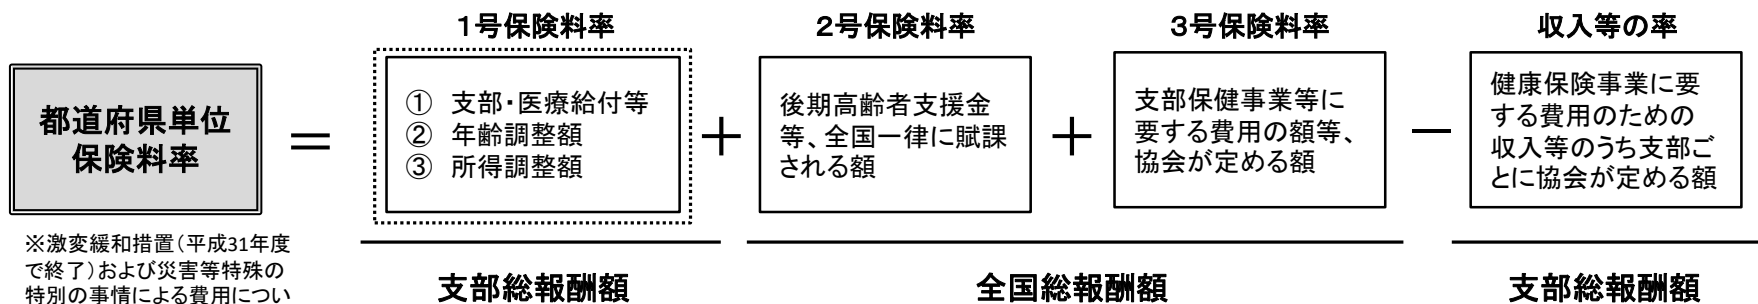 1号保険料率
2号保険料率
3号保険料率
収入等の率
都道府県単位
保険料率
＝
① 支部・医療給付等
② 年齢調整額
③ 所得調整額
＋
後期高齢者支援金
等、全国一律に賦課
される額
＋
支部保健事業等に
要する費用の額等、
協会が定める額
－
健康保険事業に要
する費用のための
収入等のうち支部ご
とに協会が定める額
※激変緩和措置（平成31年度
で終了）および災害等特殊の
特別の事情による費用につい
支部総報酬額
全国総報酬額
支部総報酬額